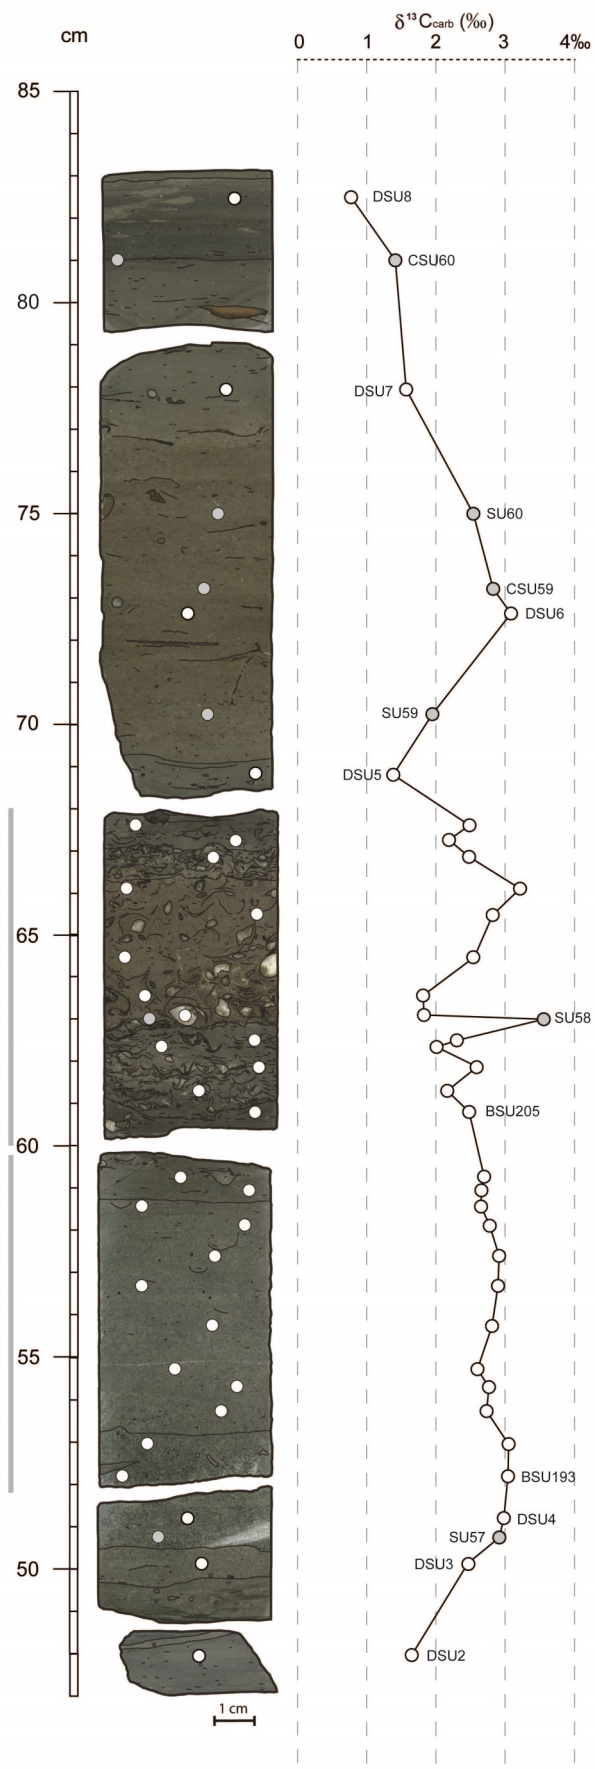 cm
δ¹³Ccarb (‰)
0 1 2 3 4‰
85
DSU8
CSU60
80
DSU7
75
SU60
CSU59
DSU6
70
SU59
DSU5
65
SU58
BSU205
60
55
BSU193
DSU4
SU57
50
DSU3
DSU2
1 cm